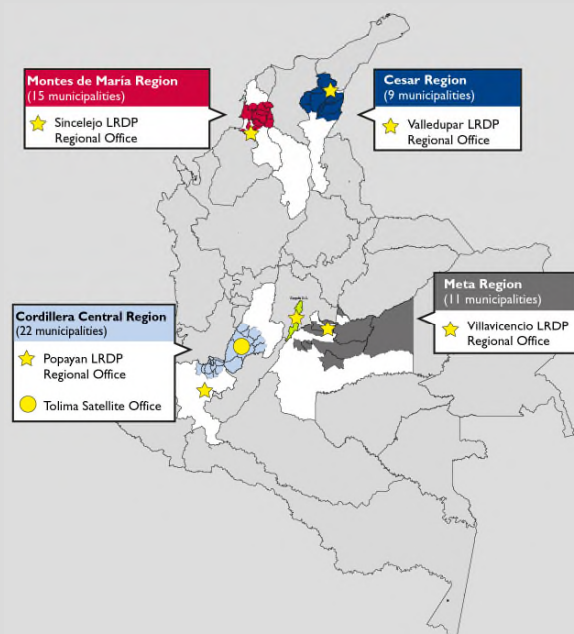 Montes de María Region
(15 municipalities)
Sincelejo LRDP
Regional Office
Cesar Region
(9 municipalities)
Valledupar LRDP
Regional Office
Meta Region
(11 municipalities)
Villavicencio LRDP
Regional Office
Cordillera Central Region
(22 municipalities)
Popayan LRDP
Regional Office
Tolima Satellite Office